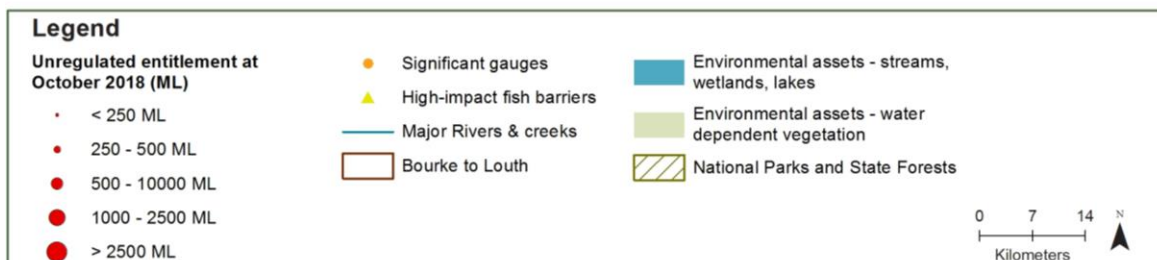 Legend
Unregulated entitlement at
October 2018 (ML)
< 250 ML
250 - 500 ML
500 - 10000 ML
1000 - 2500 ML
> 2500 ML
Significant gauges
High-impact fish barriers
Major Rivers & creeks
Bourke to Louth
Environmental assets - streams,
wetlands, lakes
Environmental assets - water
dependent vegetation
National Parks and State Forests
0 7 14
N
Kilometers